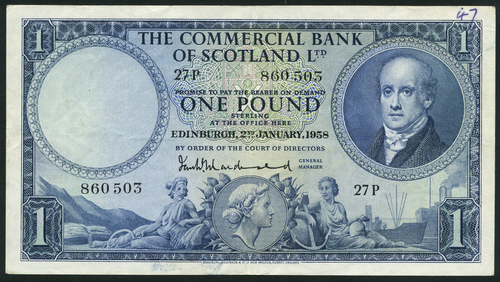 47
1 1
THE COMMERCIAL BANK
OF SCOTLAND LTD
27P 860503
PROMISE TO PAY THE BEARER ON DEMAND
ONE POUND
STERLING
AT THE OFFICE HERE
EDINBURGH, 2ND JANUARY, 1958
BY ORDER OF THE COURT OF DIRECTORS
GENERAL
MANAGER
860503 27P
1 1